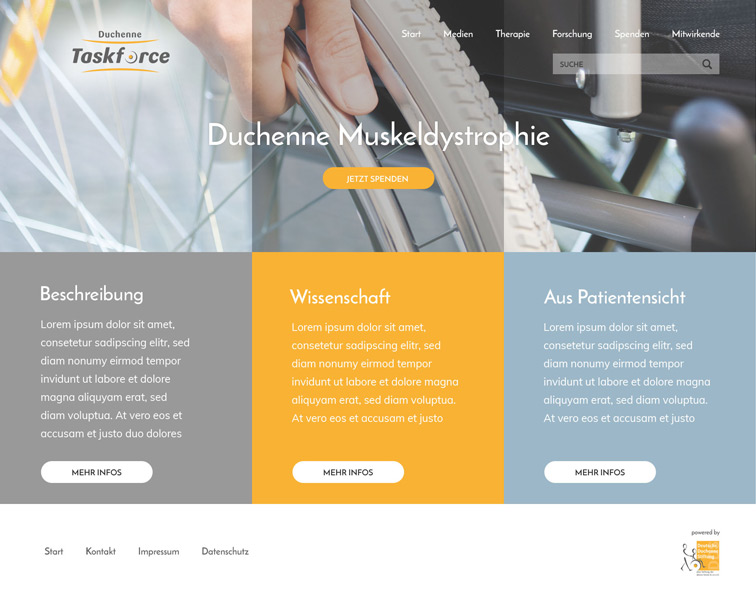 Duchenne
Taskforce
Start Medien Therapie Forschung Spenden Mitwirkende
SUCHE
Duchenne Muskeldystrophie
JETZT SPENDEN
Beschreibung
Lorem ipsum dolor sit amet,
consetetur sadipscing elitr, sed
diam nonumy eirmod tempor
invidunt ut labore et dolore
magna aliquyam erat, sed
diam voluptua. At vero eos et
accusam et justo duo dolores
MEHR INFOS
Wissenschaft
Lorem ipsum dolor sit amet,
consetetur sadipscing elitr, sed
diam nonumy eirmod tempor
invidunt ut labore et dolore magna
aliquyam erat, sed diam voluptua.
At vero eos et accusam et justo
MEHR INFOS
Aus Patientensicht
Lorem ipsum dolor sit amet,
consetetur sadipscing elitr, sed
diam nonumy eirmod tempor
invidunt ut labore et dolore magna
aliquyam erat, sed diam voluptua.
At vero eos et accusam et justo
MEHR INFOS
Start Kontakt Impressum Datenschutz
powered by